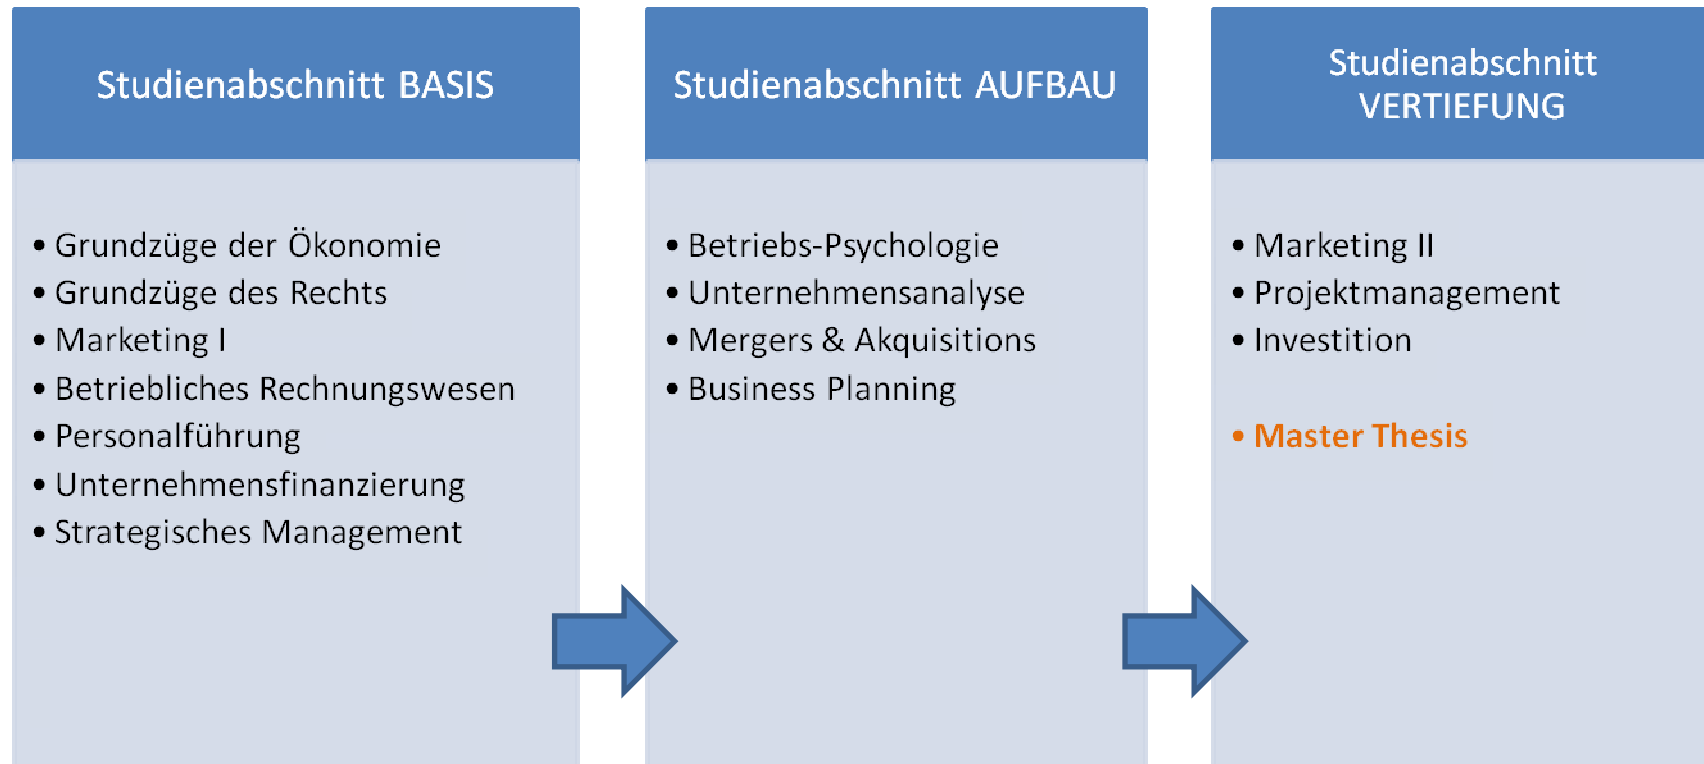 Studienabschnitt BASIS
• Grundzüge der Ökonomie
• Grundzüge des Rechts
• Marketing I
• Betriebliches Rechnungswesen
• Personalführung
• Unternehmensfinanzierung
• Strategisches Management
Studienabschnitt AUFBAU
• Betriebs-Psychologie
• Unternehmensanalyse
• Mergers & Akquisitions
• Business Planning
Studienabschnitt
VERTIEFUNG
• Marketing II
• Projektmanagement
• Investition
• Master Thesis